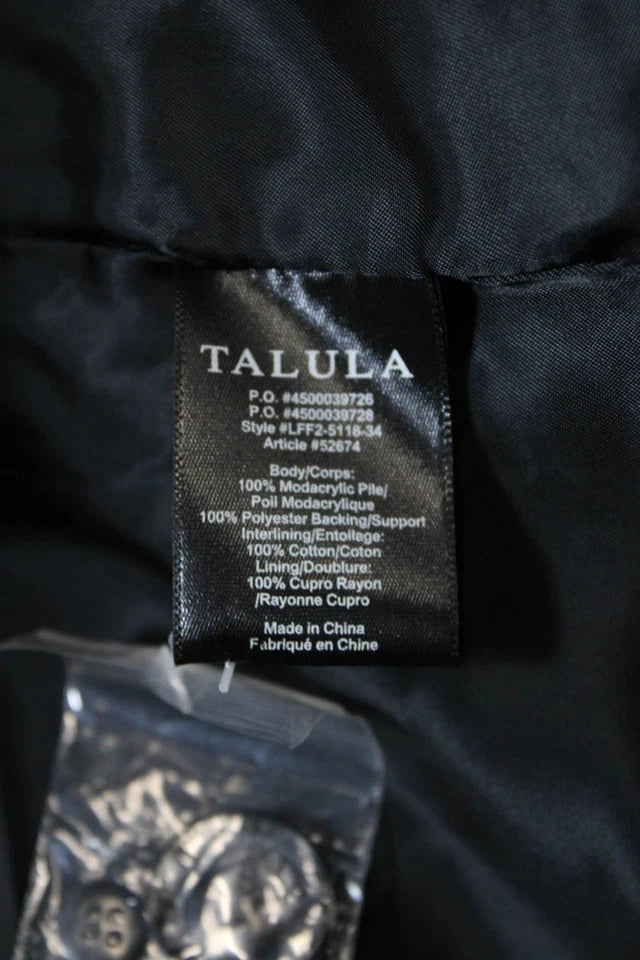 TALULA
P.O. #4500039726
P.O. #4500039728
Style #LFF2-5118-34
Article #52674
Body/Corps:
100% Modacrylic Pile/
Poil Modacrylique
100% Polyester Backing/Support
Interlining/Entoilage:
100% Cotton/Coton
Lining/Doublure:
100% Cupro Rayon
/Rayonne Cupro
Made in China
Fabriqué en Chine